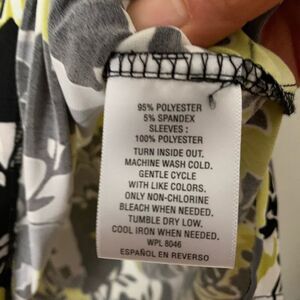 95% POLYESTER
5% SPANDEX
SLEEVES :
100% POLYESTER
TURN INSIDE OUT.
MACHINE WASH COLD.
GENTLE CYCLE
WITH LIKE COLORS.
ONLY NON-CHLORINE
BLEACH WHEN NEEDED.
TUMBLE DRY LOW.
COOL IRON WHEN NEEDED.
WPL 8046
ESPAÑOL EN REVERSO